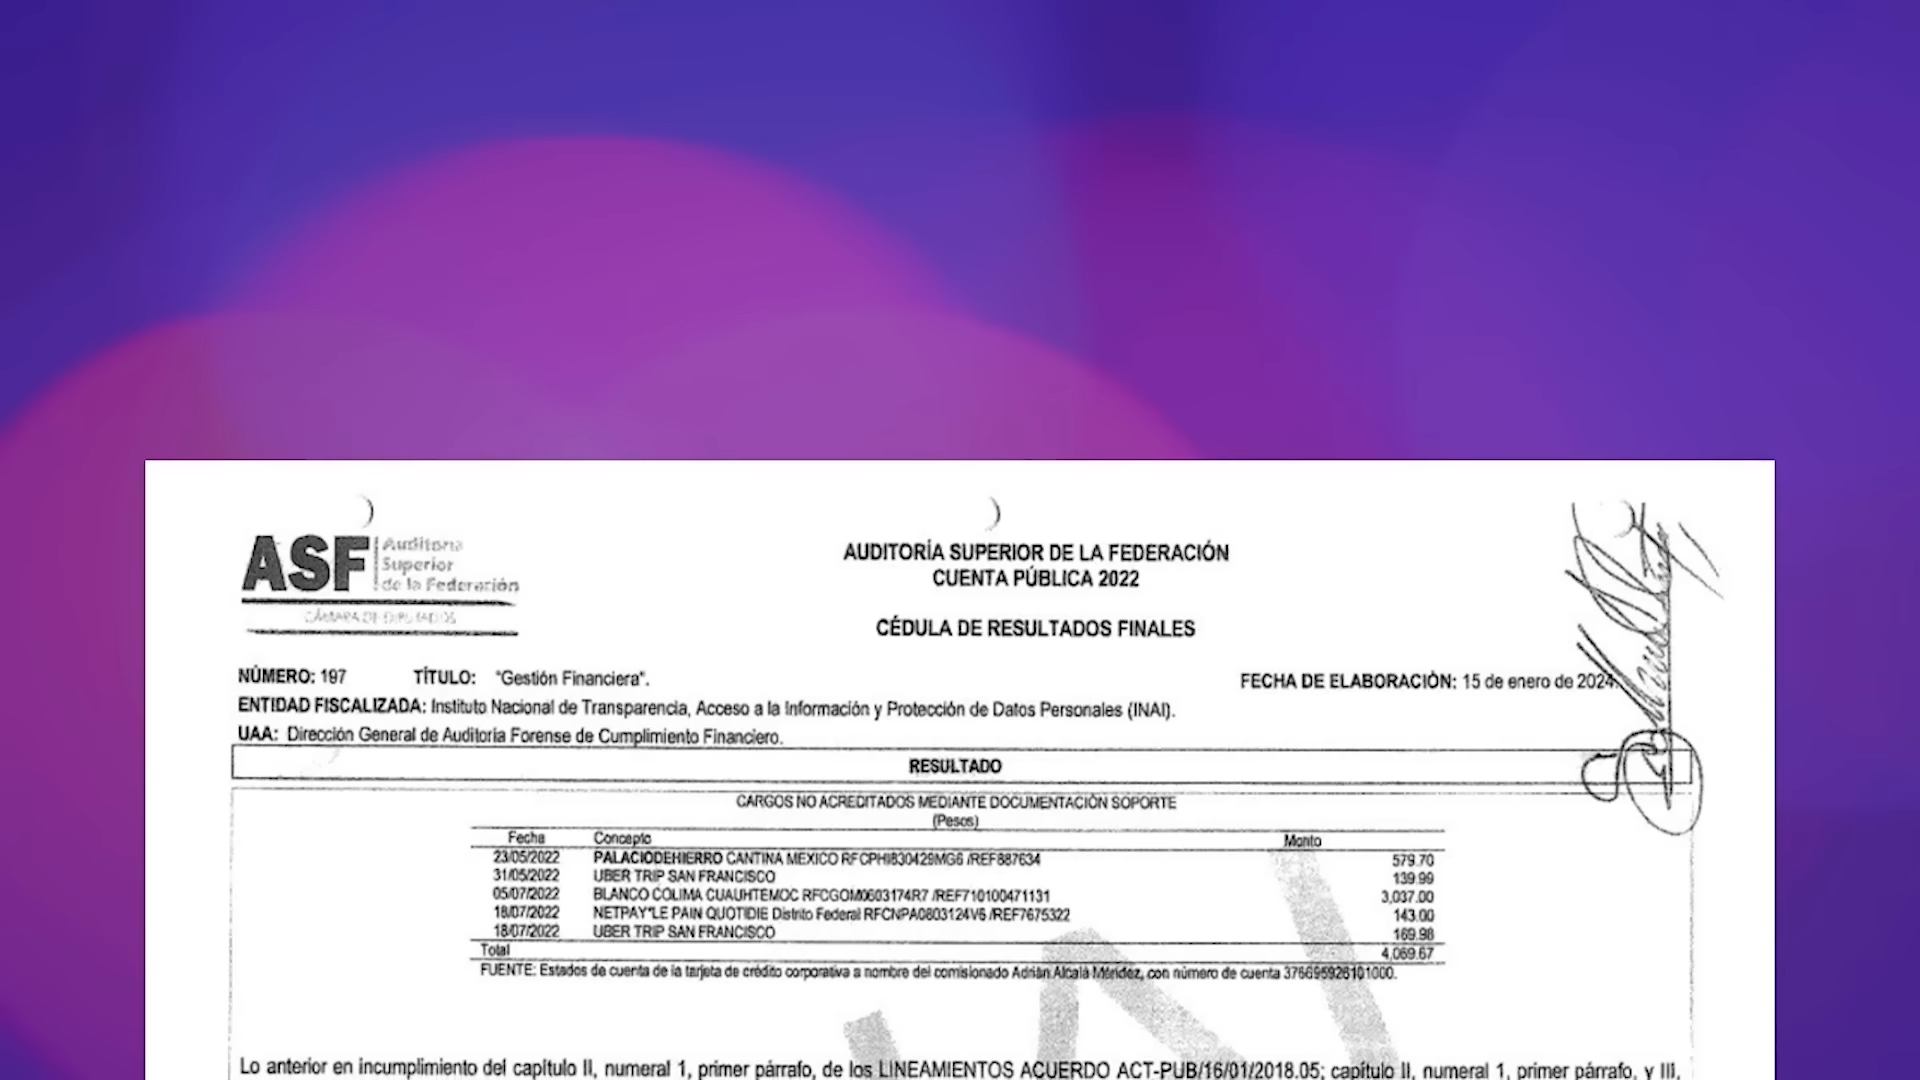 ASF
Auditoría
Superior
de la Federación
CÁMARA DE DIPUTADOS
AUDITORÍA SUPERIOR DE LA FEDERACIÓN
CUENTA PÚBLICA 2022
CÉDULA DE RESULTADOS FINALES
NÚMERO: 197 TÍTULO: "Gestión Financiera". FECHA DE ELABORACIÓN: 15 de enero de 2024.
ENTIDAD FISCALIZADA: Instituto Nacional de Transparencia, Acceso a la Información y Protección de Datos Personales (INAI).
UAA: Dirección General de Auditoría Forense de Cumplimiento Financiero.
RESULTADO
CARGOS NO ACREDITADOS MEDIANTE DOCUMENTACIÓN SOPORTE
(Pesos)
Fecha Concepto Monto
23/05/2022 PALACIODEHIERRO CANTINA MEXICO RFCPHI830429MG6 /REF887634 579.70
31/05/2022 UBER TRIP SAN FRANCISCO 139.99
05/07/2022 BLANCO COLIMA CUAUHTEMOC RFCGOM0603174R7 /REF710100471131 3,037.00
18/07/2022 NETPAY*LE PAIN QUOTIDIE Distrito Federal RFCNPA0803124V6 /REF7675322 143.00
18/07/2022 UBER TRIP SAN FRANCISCO 169.98
Total 4,069.67
FUENTE: Estados de cuenta de la tarjeta de crédito corporativa a nombre del comisionado Adrián Alcalá Méndez, con número de cuenta 376695926101000.
Lo anterior en incumplimiento del capítulo II, numeral 1, primer párrafo, de los LINEAMIENTOS ACUERDO ACT-PUB/16/01/2018.05; capítulo II, numeral 1, primer párrafo, y III,